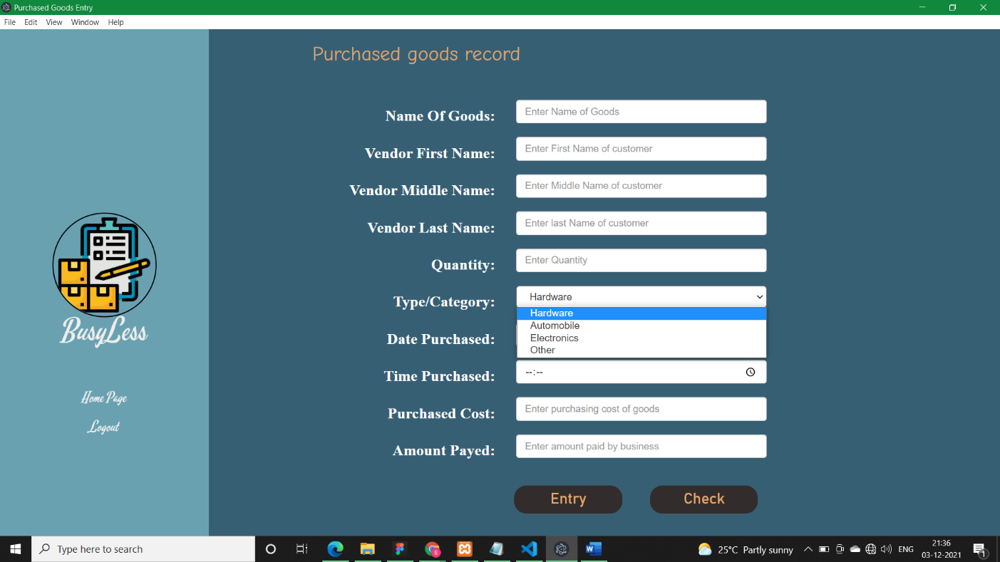 Purchased Goods Entry
File Edit View Window Help
Purchased goods record
Name Of Goods: Enter Name of Goods
Vendor First Name: Enter First Name of customer
Vendor Middle Name: Enter Middle Name of customer
Vendor Last Name: Enter last Name of customer
Quantity: Enter Quantity
Type/Category: Hardware
Hardware
Automobile
Electronics
Other
Date Purchased:
Time Purchased: --:--
Purchased Cost: Enter purchasing cost of goods
Amount Payed: Enter amount paid by business
Entry Check
BusyLess
Home Page
Logout
Type here to search
25°C Partly sunny
ENG
21:36
03-12-2021
1